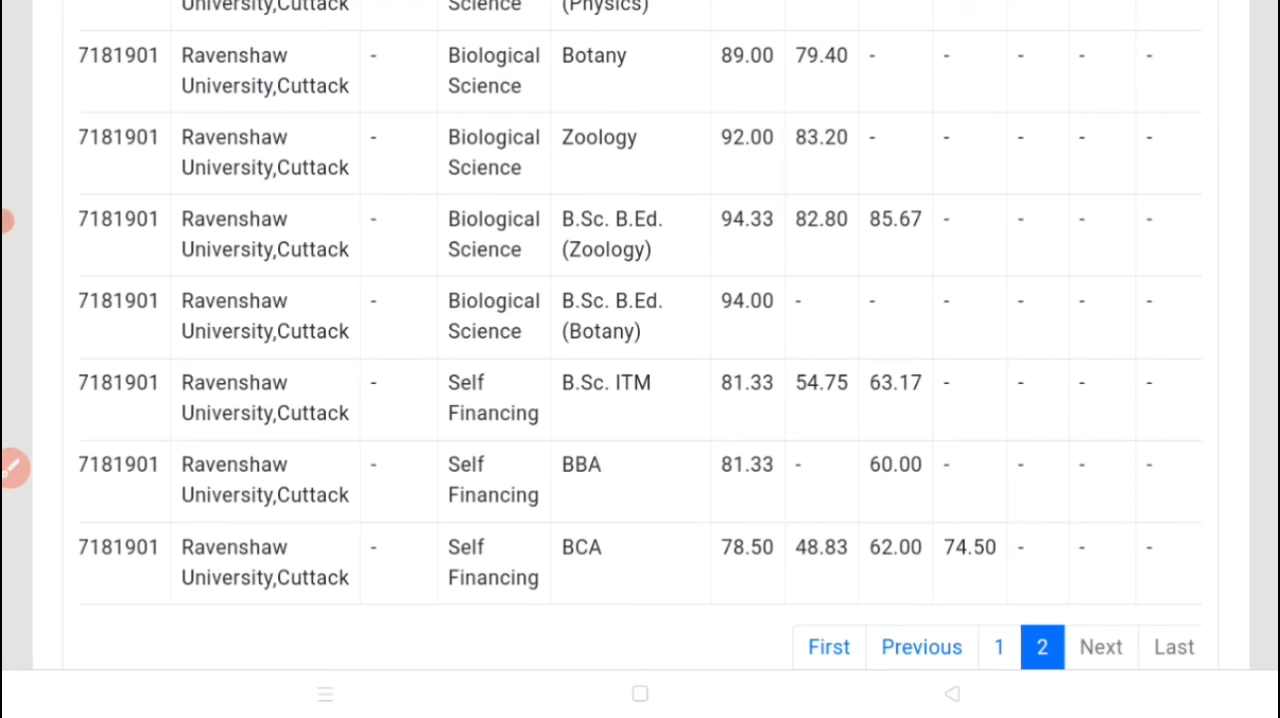 University,Cuttack Science (Physics)
7181901 Ravenshaw - Biological Botany 89.00 79.40 - - - - -
University,Cuttack Science
7181901 Ravenshaw - Biological Zoology 92.00 83.20 - - - - -
University,Cuttack Science
7181901 Ravenshaw - Biological B.Sc. B.Ed. 94.33 82.80 85.67 - - - -
University,Cuttack Science (Zoology)
7181901 Ravenshaw - Biological B.Sc. B.Ed. 94.00 - - - - - -
University,Cuttack Science (Botany)
7181901 Ravenshaw - Self B.Sc. ITM 81.33 54.75 63.17 - - - -
University,Cuttack Financing
7181901 Ravenshaw - Self BBA 81.33 - 60.00 - - - -
University,Cuttack Financing
7181901 Ravenshaw - Self BCA 78.50 48.83 62.00 74.50 - - -
University,Cuttack Financing
First Previous 1 2 Next Last